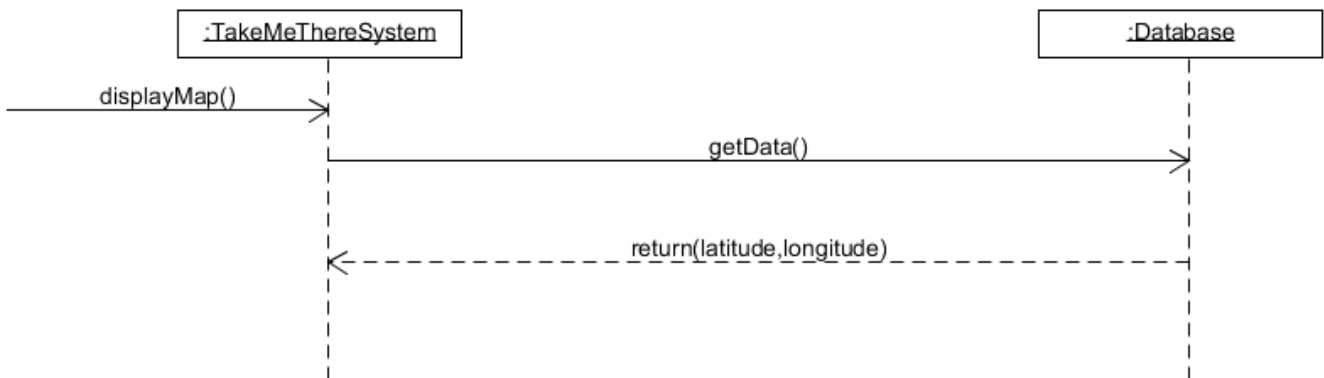 :TakeMeThereSystem
:Database
displayMap()
getData()
return(latitude,longitude)